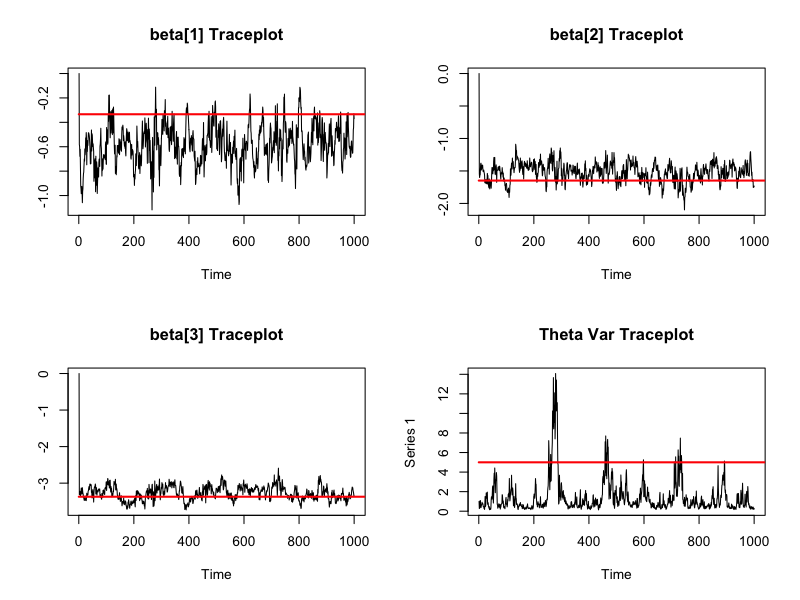 beta[1] Traceplot
-0.2
-0.6
-1.0
0 200 400 600 800 1000
Time
beta[2] Traceplot
0.0
-1.0
-2.0
0 200 400 600 800 1000
Time
beta[3] Traceplot
0
-1
-2
-3
0 200 400 600 800 1000
Time
Theta Var Traceplot
Series 1
12
8
6
4
2
0
0 200 400 600 800 1000
Time